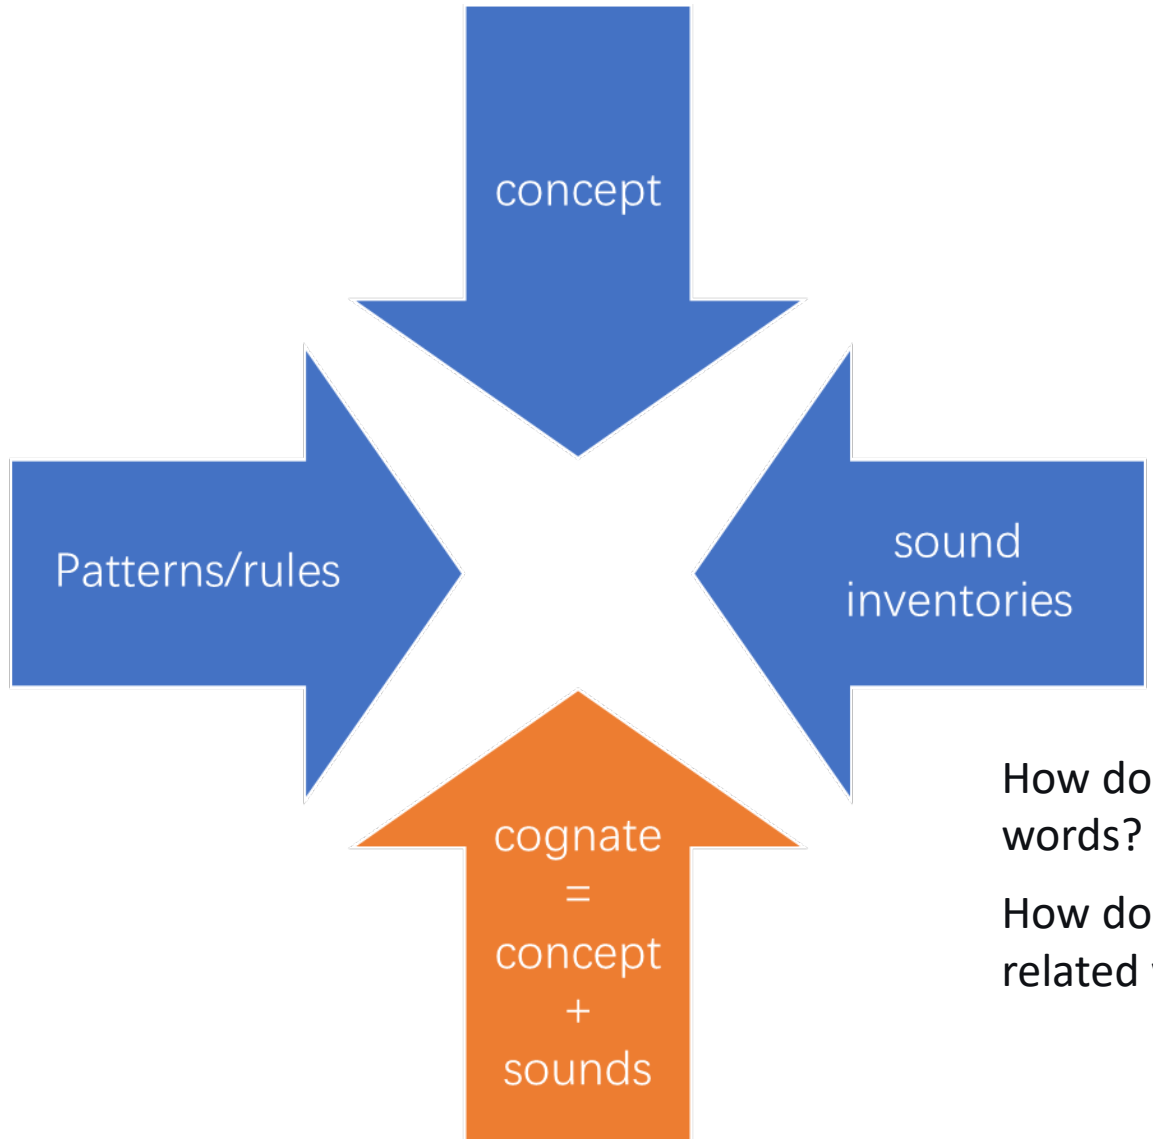 concept
Patterns/rules
sound
inventories
cognate
=
concept
+
sounds
How do
words?
How do
related